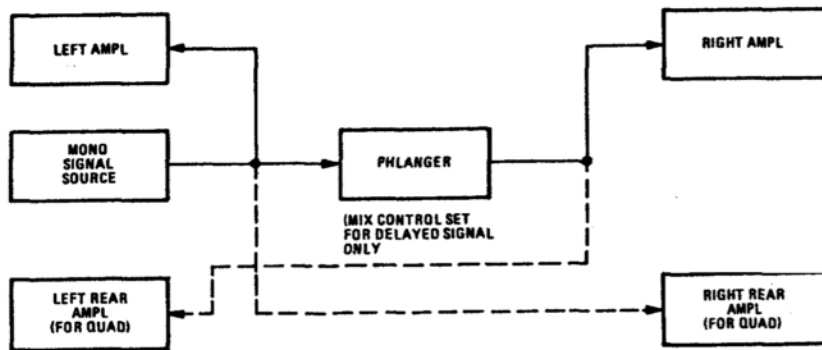 LEFT AMPL
RIGHT AMPL
MONO
SIGNAL
SOURCE
PHLANGER
(MIX CONTROL SET
FOR DELAYED SIGNAL
ONLY
LEFT REAR
AMPL
(FOR QUAD)
RIGHT REAR
AMPL
(FOR QUAD)